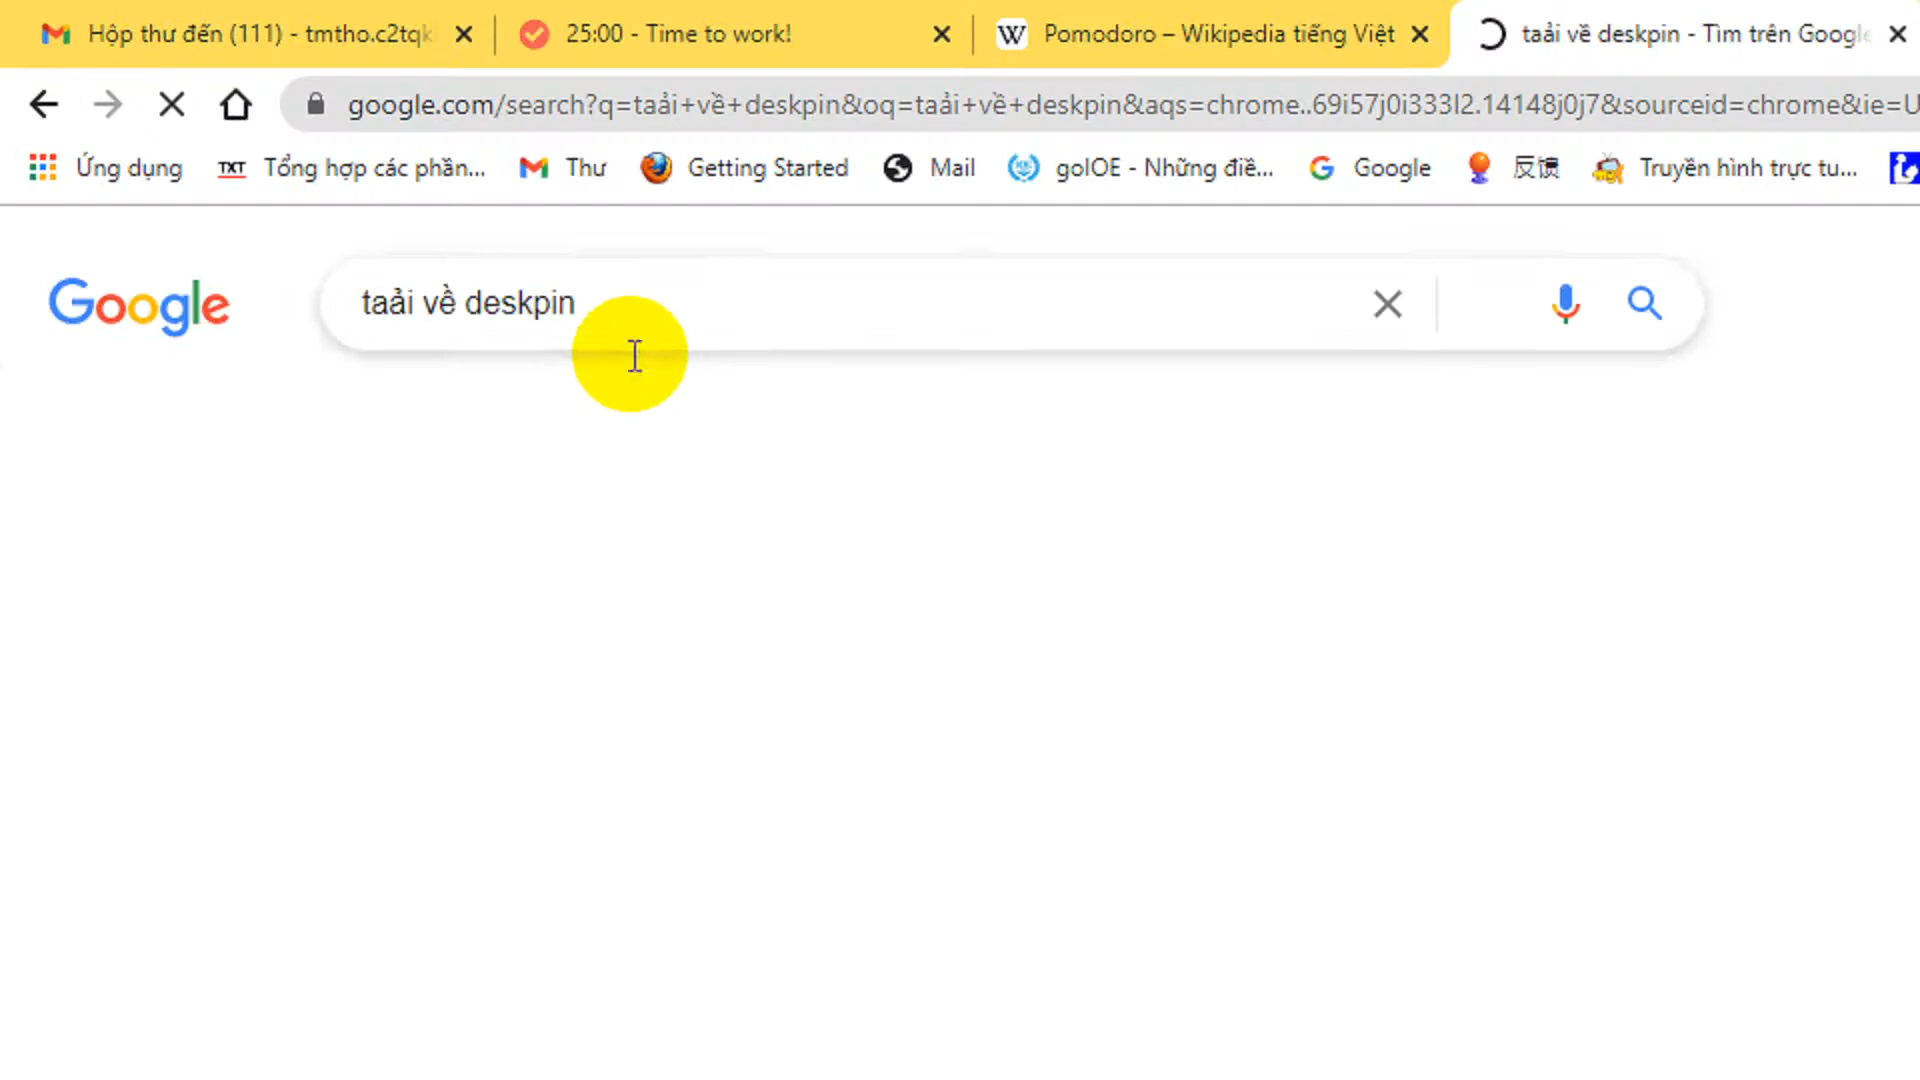 Hộp thư đến (111) - tmtho.c2tqk
25:00 - Time to work!
Pomodoro – Wikipedia tiếng Việt
taải về deskpin - Tìm trên Google
google.com/search?q=taải+về+deskpin&oq=taải+về+deskpin&aqs=chrome..69i57j0i333l2.14148j0j7&sourceid=chrome&ie=U
Ứng dụng
TXT Tổng hợp các phần...
Thư
Getting Started
Mail
goIOE - Những điề...
Google
反馈
Truyền hình trực tu...
Google
taải về deskpin